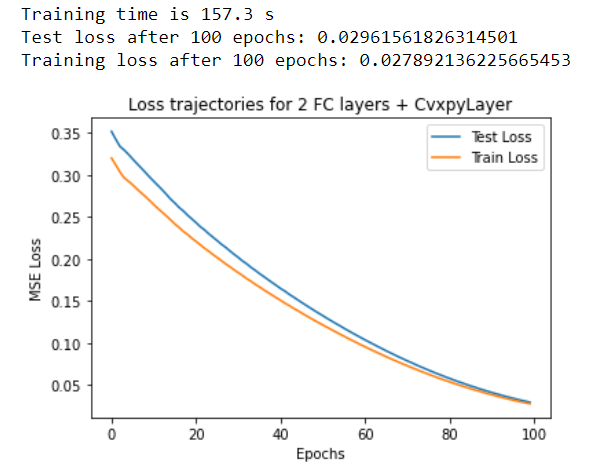 Training time is 157.3 s
Test loss after 100 epochs: 0.02961561826314501
Training loss after 100 epochs: 0.027892136225665453
Loss trajectories for 2 FC layers + CvxpyLayer
Test Loss
Train Loss
0.35
0.30
0.25
0.20
0.15
0.10
0.05
MSE Loss
0 20 40 60 80 100
Epochs